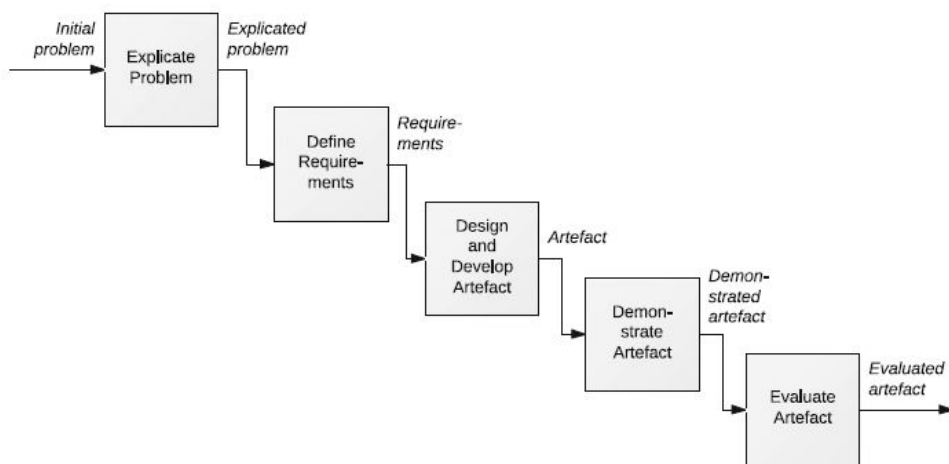 Initial
problem
Explicate
Problem
Explicated
problem
Define
Require-
ments
Require-
ments
Design
and
Develop
Artefact
Artefact
Demon-
strate
Artefact
Demon-
strated
artefact
Evaluate
Artefact
Evaluated
artefact